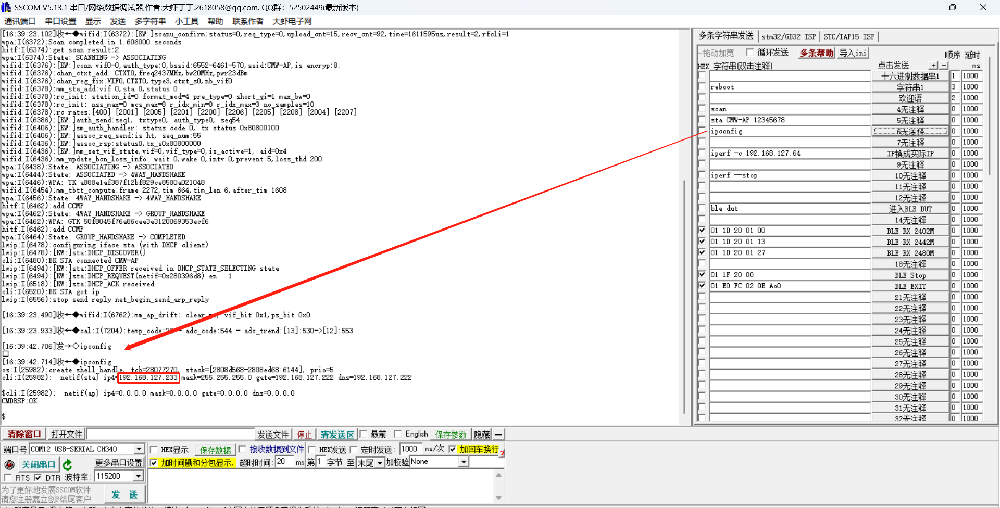 SSCOM V5.13.1 串口/网络数据调试器,作者:大虾丁丁,2618058@qq.com. QQ群: 52502449(最新版本)
通讯端口 串口设置 显示 发送 多字符串 小工具 帮助 联系作者 大虾电子网
[16:39:23.102]收←◆wifid:I(6372):[KW:]scanu_confirm:status=0,req_type=0,upload_cnt=15,recv_cnt=92,time=1611595us,result=2,rfcli=1
wpa:I(6372):Scan completed in 1.606000 seconds
hitf:I(6374):get scan result:2
wpa:I(6374):State: SCANNING -> ASSOCIATING
wifid:I(6376):[KW:]conn vif0-0,auth_type:0,bssid:6552-6461-570,ssid:CMW-AP,is encryp:8.
wifid:I(6376):chan_ctxt_add: CTXT0,freq2437MHz,bw20MHz,pwr23dBm
wifid:I(6376):chan_reg_fix:VIF0,CTXT0,type3,ctxt_s0,nb_vif0
wifid:I(6378):mm_sta_add:vif 0,sta 0,status 0
wifid:I(6378):rc_init: station_id=0 format_mod=4 pre_type=0 short_gi=1 max_bw=0
wifid:I(6378):rc_init: nss_max=0 mcs_max=8 r_idx_min=0 r_idx_max=3 no_samples=10
wifid:I(6378):rc rates:[400] [2001] [2005] [2201] [2200] [2206] [2205] [2208] [2004] [2207]
wifid:I(6386):[KW:]auth_send:seq1, txtype0, auth_type0, seq54
wifid:I(6406):[KW:]sm_auth_handler: status code 0, tx status 0x80800100
wifid:I(6406):[KW:]assoc_req_send:is ht, seq_num:55
wifid:I(6436):[KW:]assoc_rsp:status0,tx_s0x80800000
wifid:I(6436):[KW:]mm_set_vif_state,vif=0,vif_type=0,is_active=1, aid=0x4
wifid:I(6436):mm_update_bcn_loss_info: wait 0,wake 0,intv 0,prevent 5,loss_thd 200
wpa:I(6438):State: ASSOCIATING -> ASSOCIATED
wpa:I(6444):State: ASSOCIATED -> 4WAY_HANDSHAKE
wpa:I(6446):WPA: TK a888e1af387f12bf829ce8580a021048
wifid:I(6454):mm_tbtt_compute:frame 2272,tim 664,tim_len 6,after_tim 1608
wpa:I(6456):State: 4WAY_HANDSHAKE -> 4WAY_HANDSHAKE
hitf:I(6462):add CCMP
wpa:I(6462):State: 4WAY_HANDSHAKE -> GROUP_HANDSHAKE
wpa:I(6462):WPA: GTK 50f8045f76a86cee3e3120069353ecf6
hitf:I(6462):add CCMP
wpa:I(6464):State: GROUP_HANDSHAKE -> COMPLETED
lwip:I(6478):configuring iface sta (with DHCP client)
lwip:I(6478):[KW:]sta:DHCP_DISCOVER()
cli:I(6480):BK STA connected CMW-AP
lwip:I(6494):[KW:]sta:DHCP_OFFER received in DHCP_STATE_SELECTING state
lwip:I(6494):[KW:]sta:DHCP_REQUEST(netif=0x280396d8) en 1
lwip:I(6518):[KW:]sta:DHCP_ACK received
cli:I(6520):BK STA got ip
lwip:I(6556):stop send reply net_begin_send_arp_reply
[16:39:23.490]收←◆wifid:I(6762):mm_ap_drift: clear vif_bit 0x1,ps_bit 0x0
[16:39:23.933]收←◆cal:I(7204):temp_code: - adc_code:544 - adc_trend:[13]:530->[12]:553
[16:39:42.706]发→◇ipconfig
□
[16:39:42.714]收←◆ipconfig
os:I(25982):create shell_handle, tcb=28077270, stack=[2808d568-2808ed68:6144], prio=5
cli:I(25982): netif(sta) ip4=192.168.127.233 mask=255.255.255.0 gate=192.168.127.222 dns=192.168.127.222
$cli:I(25982): netif(ap) ip4=0.0.0.0 mask=0.0.0.0 gate=0.0.0.0 dns=0.0.0.0
CMDRSP:OK
$
多条字符串发送 stm32/GD32 ISP STC/IAP15 ISP
拖动加宽 循环发送 多条帮助 导入ini 顺序 延时
HEX 字符串(双击注释) 点击发送 + − ms
十六进制数据串1 1 1000
reboot 字符串1 3 1000
欢迎语 2 1000
scan 4无注释 0 1000
sta CMW-AP 12345678 5无注释 0 1000
ipconfig 6无注释 0 1000
7无注释 0 1000
iperf -c 192.168.127.64 IP换成实际IP 0 1000
9无注释 0 1000
iperf --stop 10无注释 0 1000
11无注释 0 1000
12无注释 0 1000
ble dut 进入BLE DUT 0 1000
14无注释 0 1000
01 1D 20 01 00 BLE RX 2402M 0 1000
01 1D 20 01 13 BLE RX 2442M 0 1000
01 1D 20 01 27 BLE RX 2480M 0 1000
18无注释 0 1000
01 1F 20 00 BLE Stop 0 1000
01 E0 FC 02 0E Ao0 BLE EXIT 0 1000
21无注释 0 1000
22无注释 0 1000
23无注释 0 1000
24无注释 0 1000
25无注释 0 1000
26无注释 0 1000
27无注释 0 1000
28无注释 0 1000
29无注释 0 1000
30无注释 0 1000
31无注释 0 1000
32无注释 0 1000
清除窗口 打开文件 发送文件 停止 清发送区 最前 English 保存参数 隐藏 −
端口号 COM12 USB-SERIAL CH340 HEX显示 保存数据 接收数据到文件 HEX发送 定时发送: 1000 ms/次 加回车换行 ?
关闭串口 更多串口设置 加时间戳和分包显示, 超时时间: 20 ms 第 1 字节 至 末尾 加校验 None
RTS DTR 波特率: 115200
为了更好地发展SSCOM软件
请您注册嘉立创F结尾客户
发 送